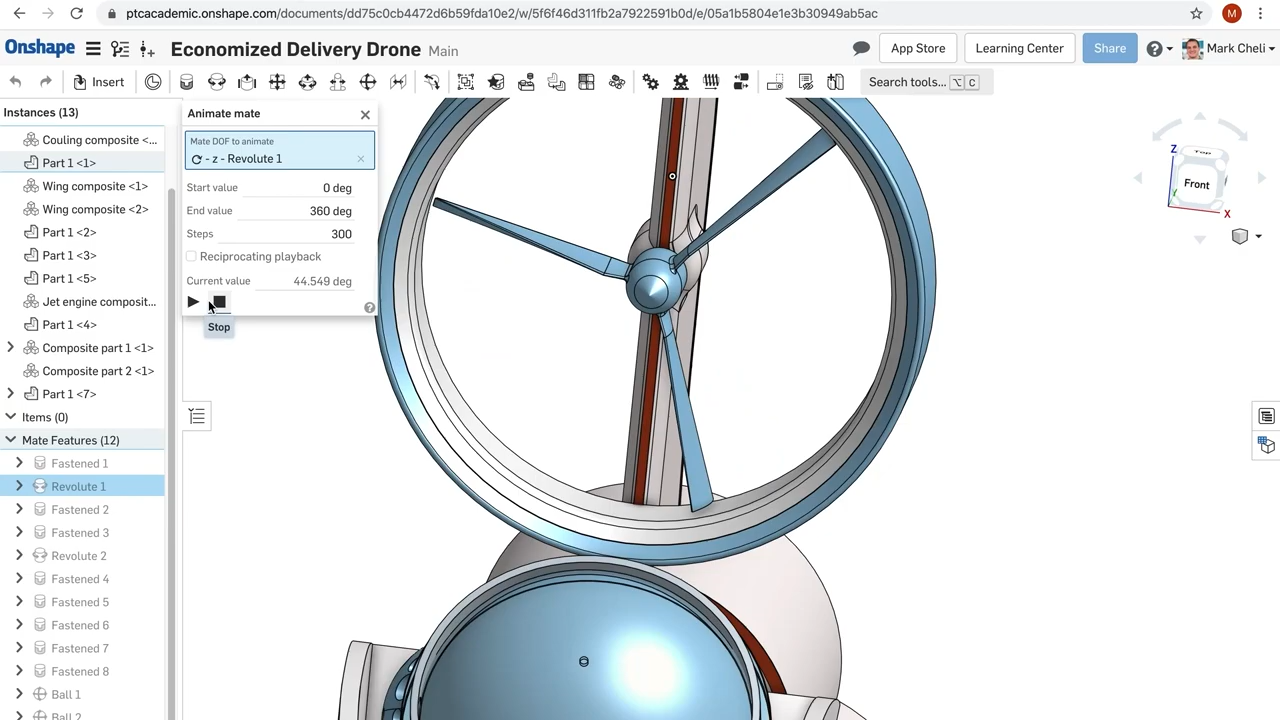 ptcacademic.onshape.com/documents/dd75c0cb4472d6b59fda10e2/w/5f6f46d311fb2a7922591b0d/e/05a1b5804e1e3b30949ab5ac
M
Onshape
Economized Delivery Drone Main
App Store
Learning Center
Share
Mark Cheli
Insert
Search tools... ⌥ C
Instances (13)
Couling composite <...
Part 1 <1>
Wing composite <1>
Wing composite <2>
Part 1 <2>
Part 1 <3>
Part 1 <5>
Jet engine composit...
Part 1 <4>
Composite part 1 <1>
Composite part 2 <1>
Part 1 <7>
Items (0)
Mate Features (12)
Fastened 1
Revolute 1
Fastened 2
Fastened 3
Revolute 2
Fastened 4
Fastened 5
Fastened 6
Fastened 7
Fastened 8
Ball 1
Ball 2
Animate mate
Mate DOF to animate
- z - Revolute 1
Start value 0 deg
End value 360 deg
Steps 300
Reciprocating playback
Current value 44.549 deg
Stop
Top
Z
Front
Y
X